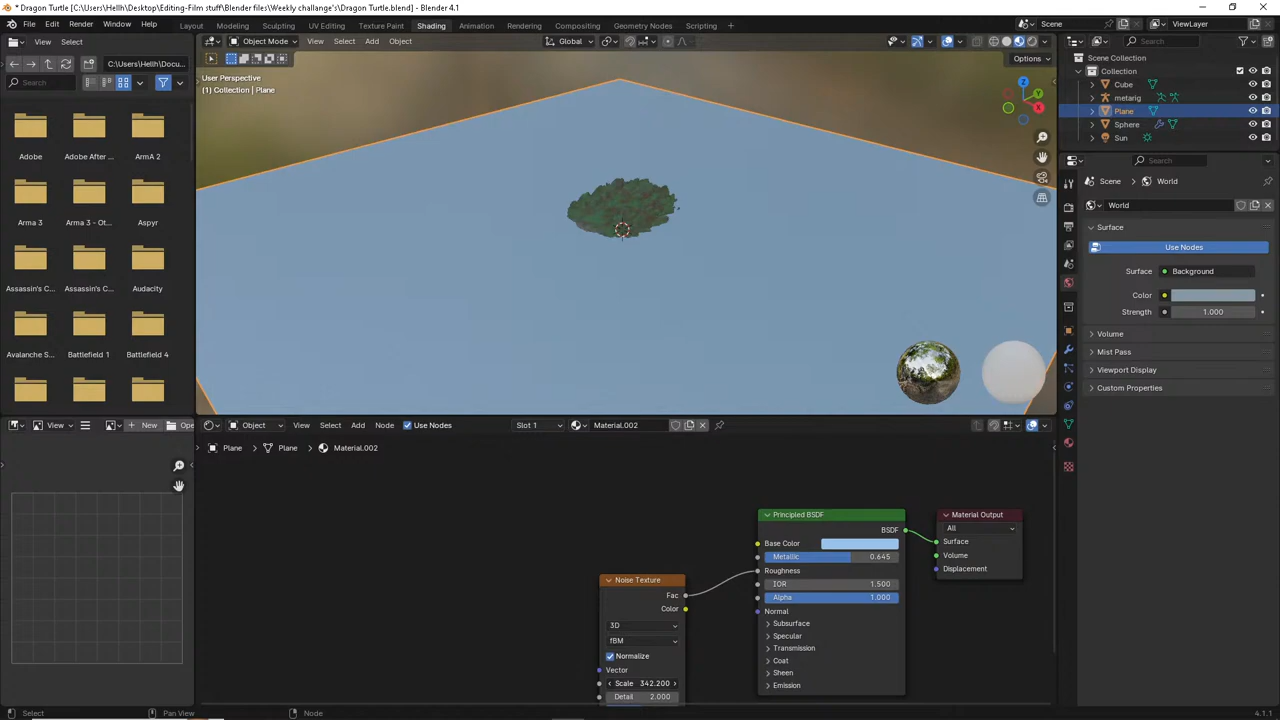 * Dragon Turtle [C:\Users\Hellh\Desktop\Editing-Film stuff\Blender files\Weekly challange's\Dragon Turtle.blend] - Blender 4.1
File Edit Render Window Help Layout Modeling Sculpting UV Editing Texture Paint Shading Animation Rendering Compositing Geometry Nodes Scripting Scene ViewLayer
View Select C:\Users\Hellh\Docu... Object Mode View Select Add Object Global Search
Search Options Scene Collection
User Perspective Collection
(1) Collection | Plane Cube
Z
Y
X
metarig
Plane
Sphere
Sun
Adobe Adobe After ... ArmA 2
Search
Scene World
World
Arma 3 Arma 3 - Ot... Aspyr
Surface
Use Nodes
Surface Background
Assassin's C... Assassin's C... Audacity
Color
Strength 1.000
Volume
Avalanche S... Battlefield 1 Battlefield 4
Mist Pass
Viewport Display
Custom Properties
View New Ope Object View Select Add Node Use Nodes Slot 1 Material.002
Plane Plane Material.002
Principled BSDF Material Output
BSDF All
Base Color Surface
Metallic 0.645 Volume
Roughness Displacement
Noise Texture IOR 1.500
Fac Alpha 1.000
Color Normal
3D Subsurface
fBM Specular
Normalize Transmission
Vector Coat
Scale 342.200 Sheen
Detail 2.000 Emission
Select Pan View Node 4.1.1